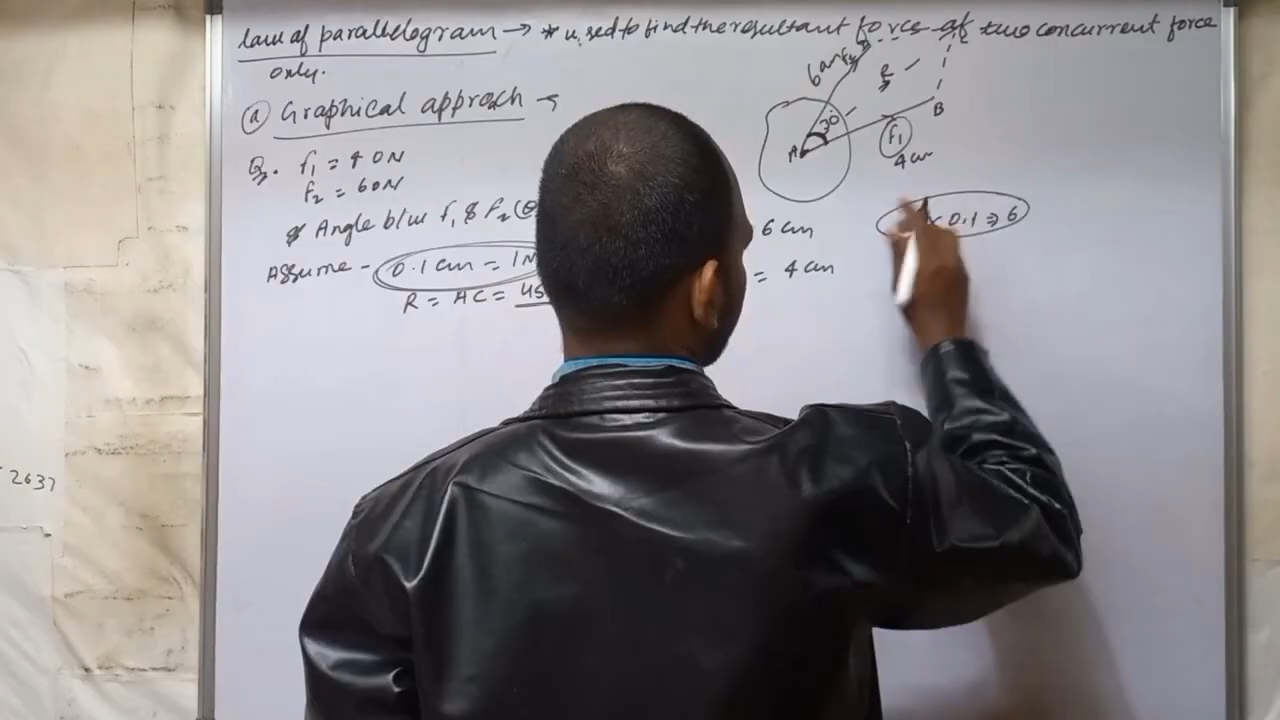 law of parallelogram → * used to find the resultant force of two concurrent force
only.
(a) Graphical approach →
Q. f1 = 40N
f2 = 60N
& Angle b/w f1 & F2 (θ
Assume - 0.1 cm = 1N
R = AC = 45
6 cm
= 4 cm
6 cm F2
R
30
A
B
F1
4 cm
0.1 ⇒ 6
2637